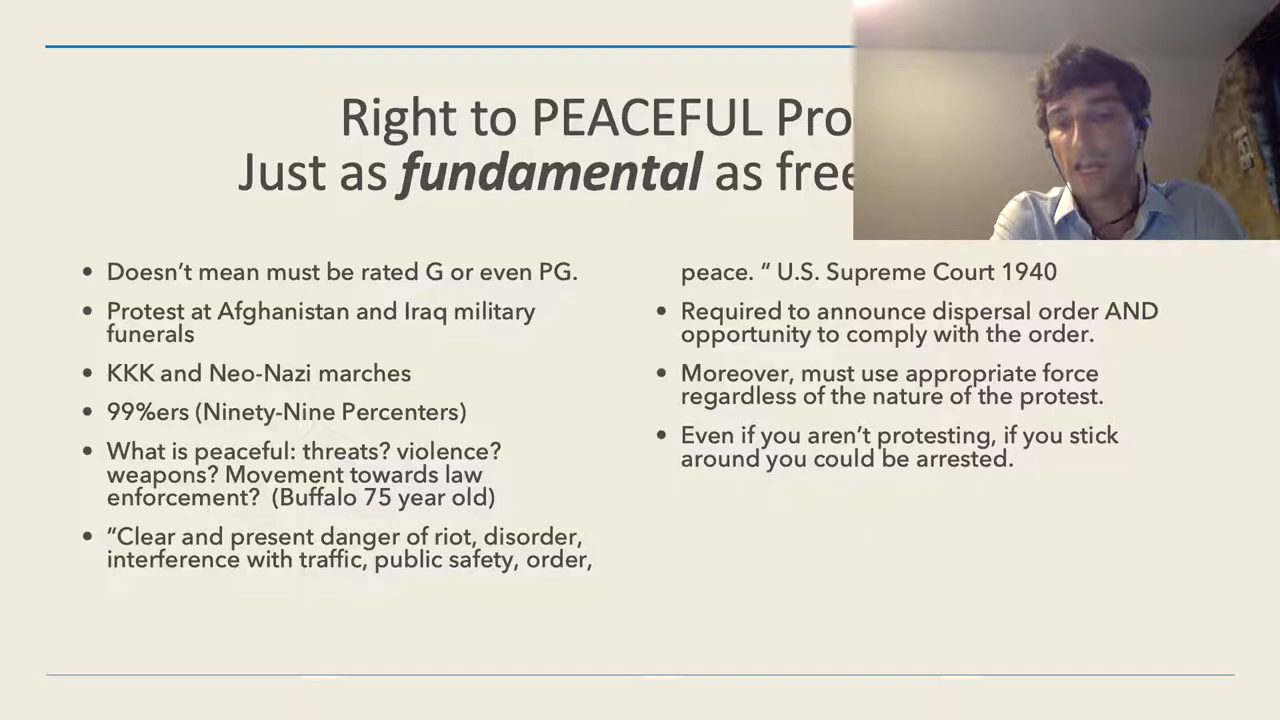 Right to PEACEFUL Pro
Just as fundamental as free
• Doesn’t mean must be rated G or even PG.
• Protest at Afghanistan and Iraq military
funerals
• KKK and Neo-Nazi marches
• 99%ers (Ninety-Nine Percenters)
• What is peaceful: threats? violence?
weapons? Movement towards law
enforcement? (Buffalo 75 year old)
• “Clear and present danger of riot, disorder,
interference with traffic, public safety, order,
peace. “ U.S. Supreme Court 1940
• Required to announce dispersal order AND
opportunity to comply with the order.
• Moreover, must use appropriate force
regardless of the nature of the protest.
• Even if you aren’t protesting, if you stick
around you could be arrested.